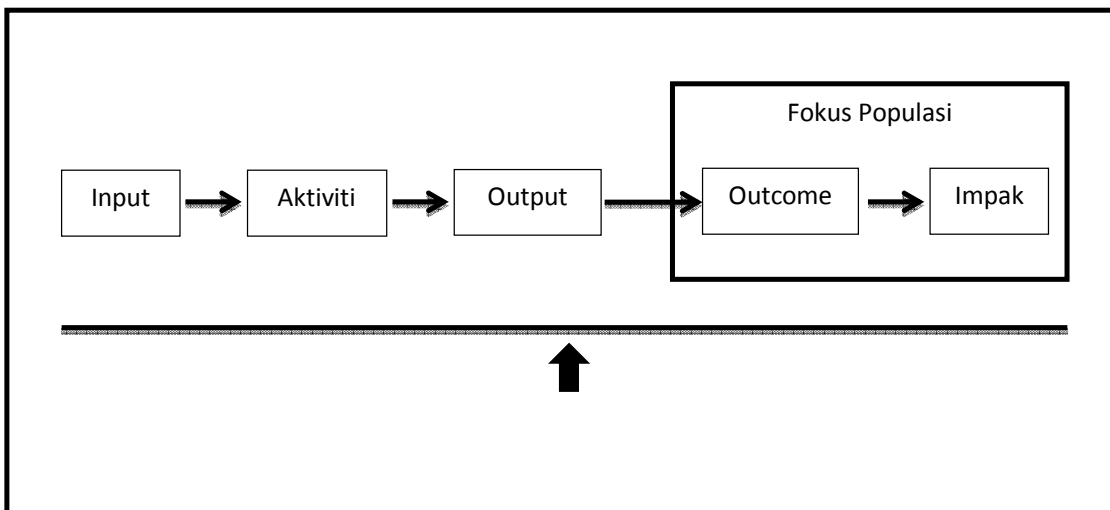 Fokus Populasi
Input
Aktiviti
Output
Outcome
Impak